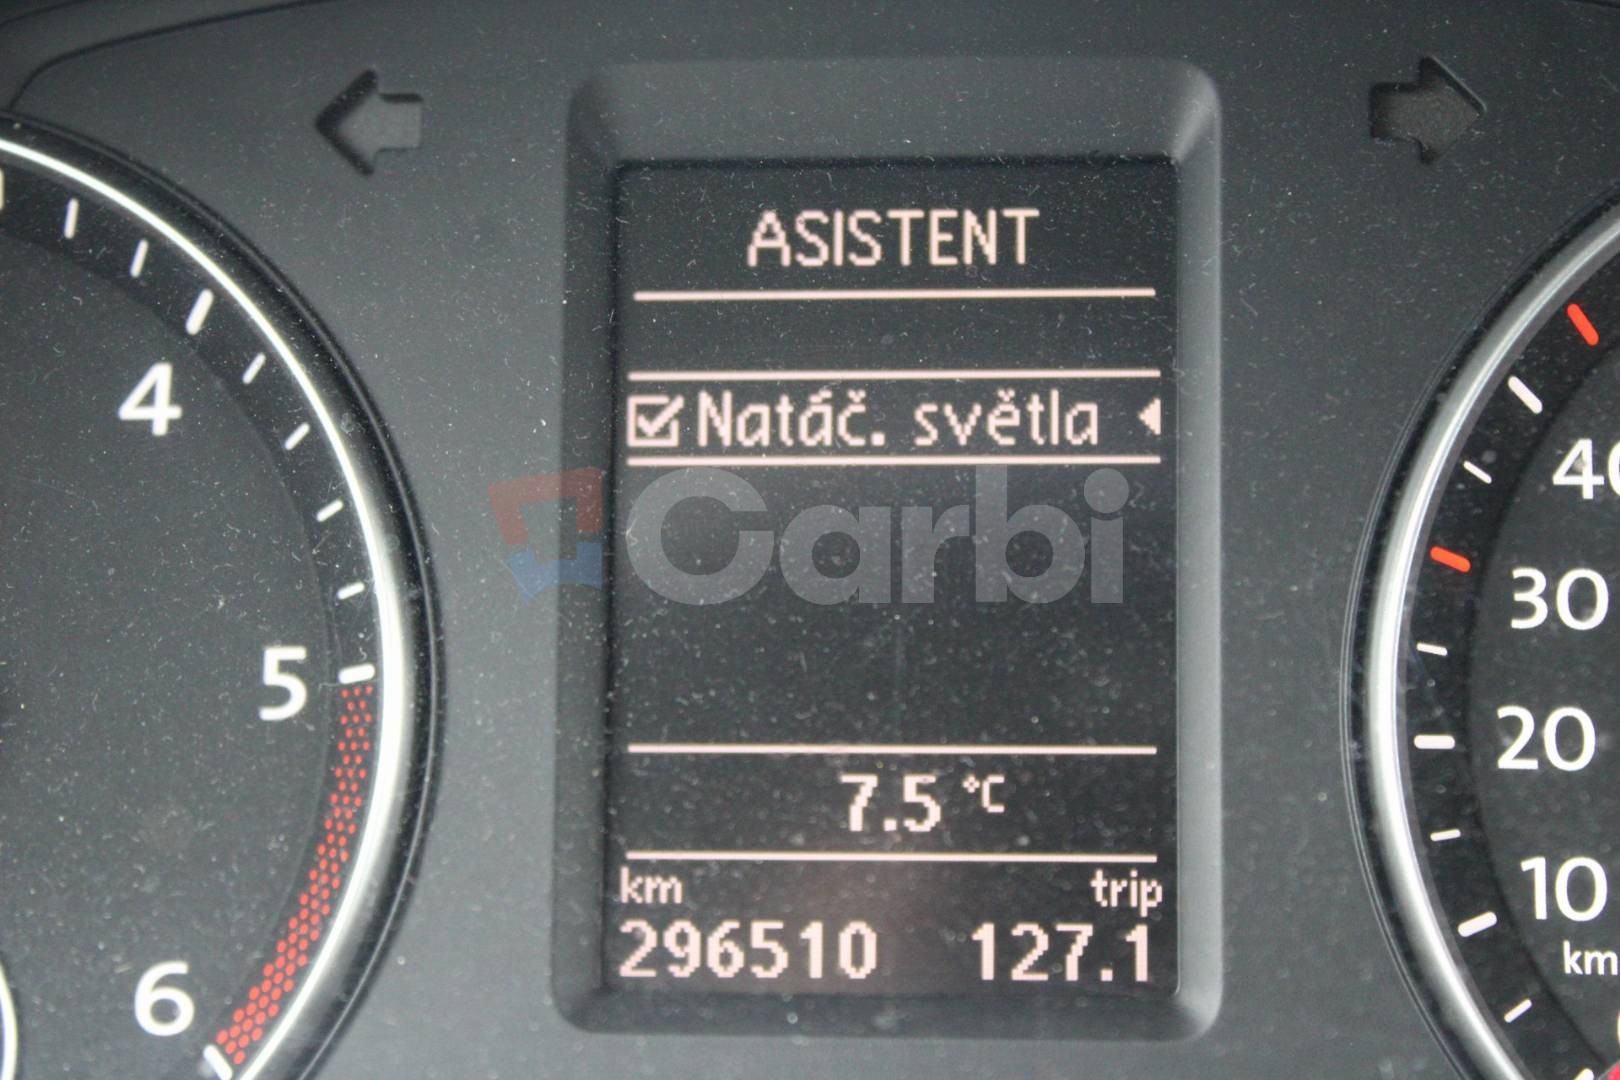 ASISTENT
Natáč. světla
Carbi
7.5 °C
km trip
296510 127.1
4
5
6
40
30
20
10
km